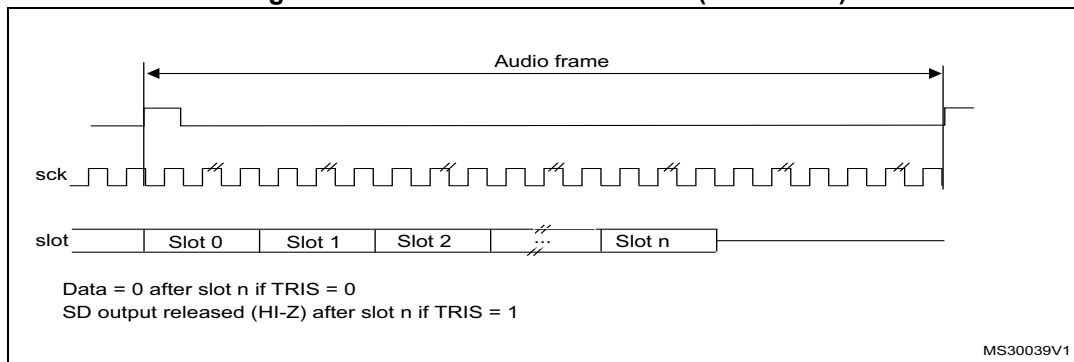 Audio frame
sck
slot Slot 0 Slot 1 Slot 2 ... Slot n
Data = 0 after slot n if TRIS = 0
SD output released (HI-Z) after slot n if TRIS = 1
MS30039V1